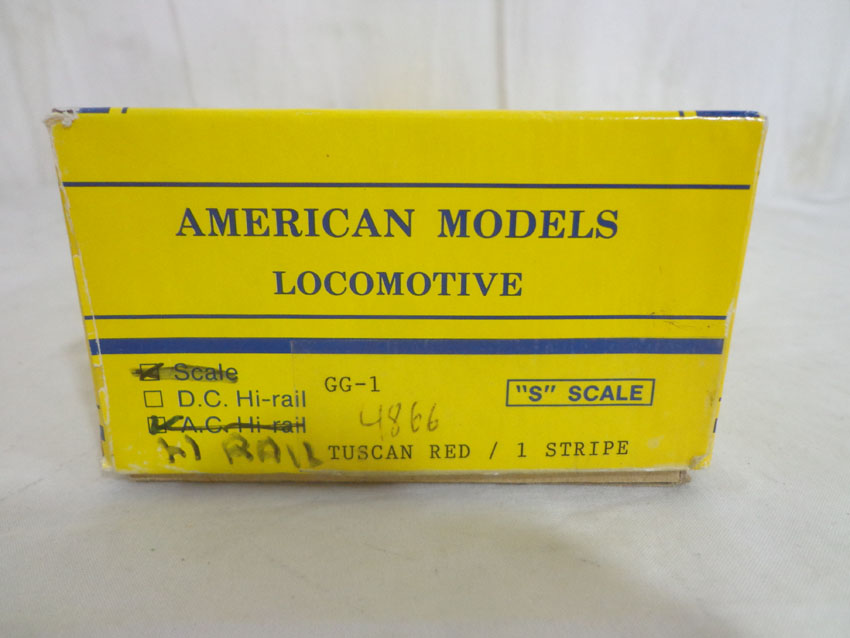 AMERICAN MODELS
LOCOMOTIVE
Scale
D.C. Hi-rail
A.C. Hi-rail
HI RAIL
GG-1
4866
TUSCAN RED / 1 STRIPE
"S" SCALE